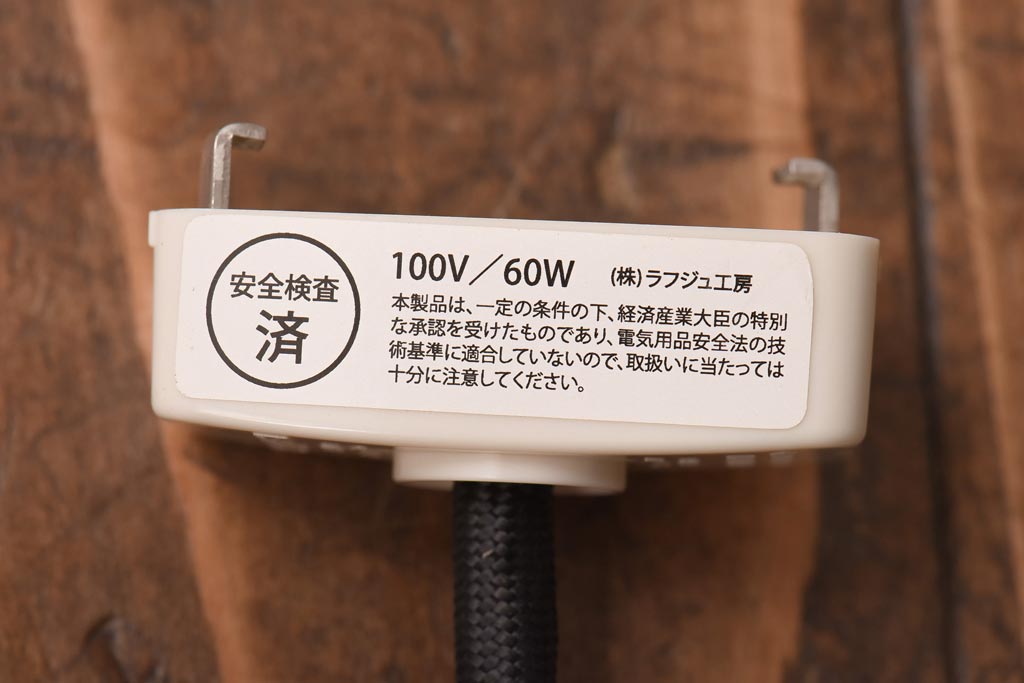 安全検査
済
100V／60W (株)ラフジュ工房
本製品は、一定の条件の下、経済産業大臣の特別
な承認を受けたものであり、電気用品安全法の技
術基準に適合していないので、取扱いに当たっては
十分に注意してください。